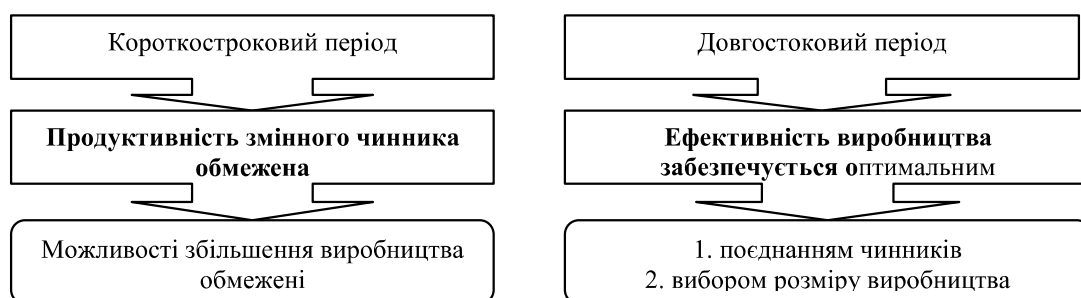 Короткостроковий період
Продуктивність змінного чинника
обмежена
Можливості збільшення виробництва
обмежені
Довгостоковий період
Ефективність виробництва
забезпечується оптимальним
1. поєднанням чинників
2. вибором розміру виробництва